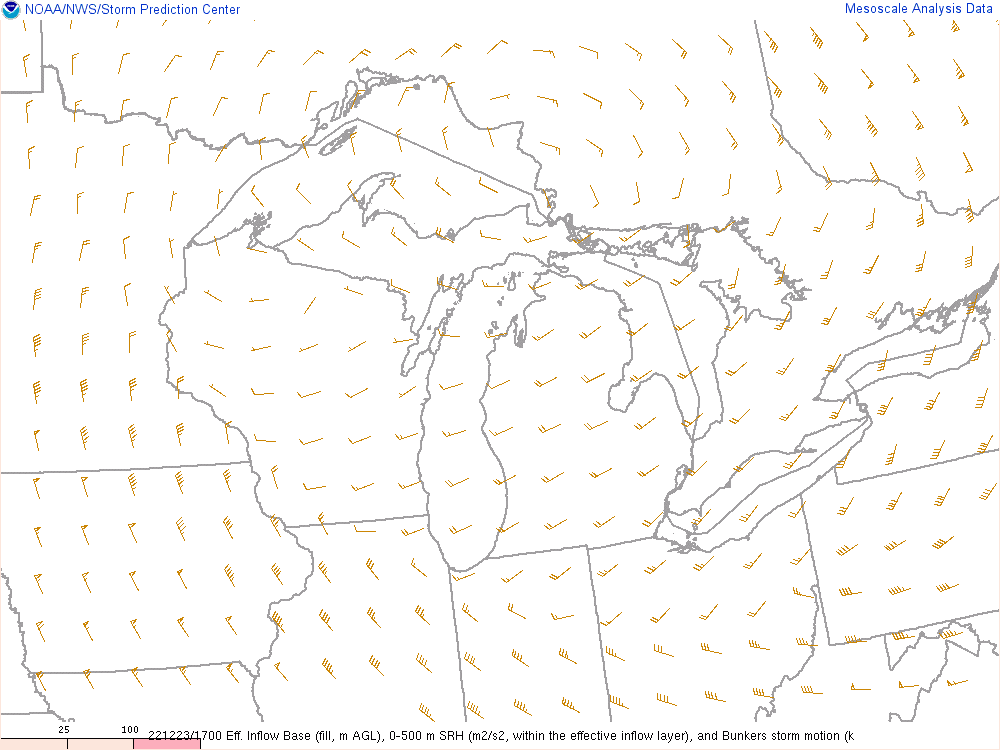 NOAA/NWS/Storm Prediction Center
Mesoscale Analysis Data
25 100
221223/1700 Eff. Inflow Base (fill, m AGL), 0-500 m SRH (m2/s2, within the effective inflow layer), and Bunkers storm motion (k